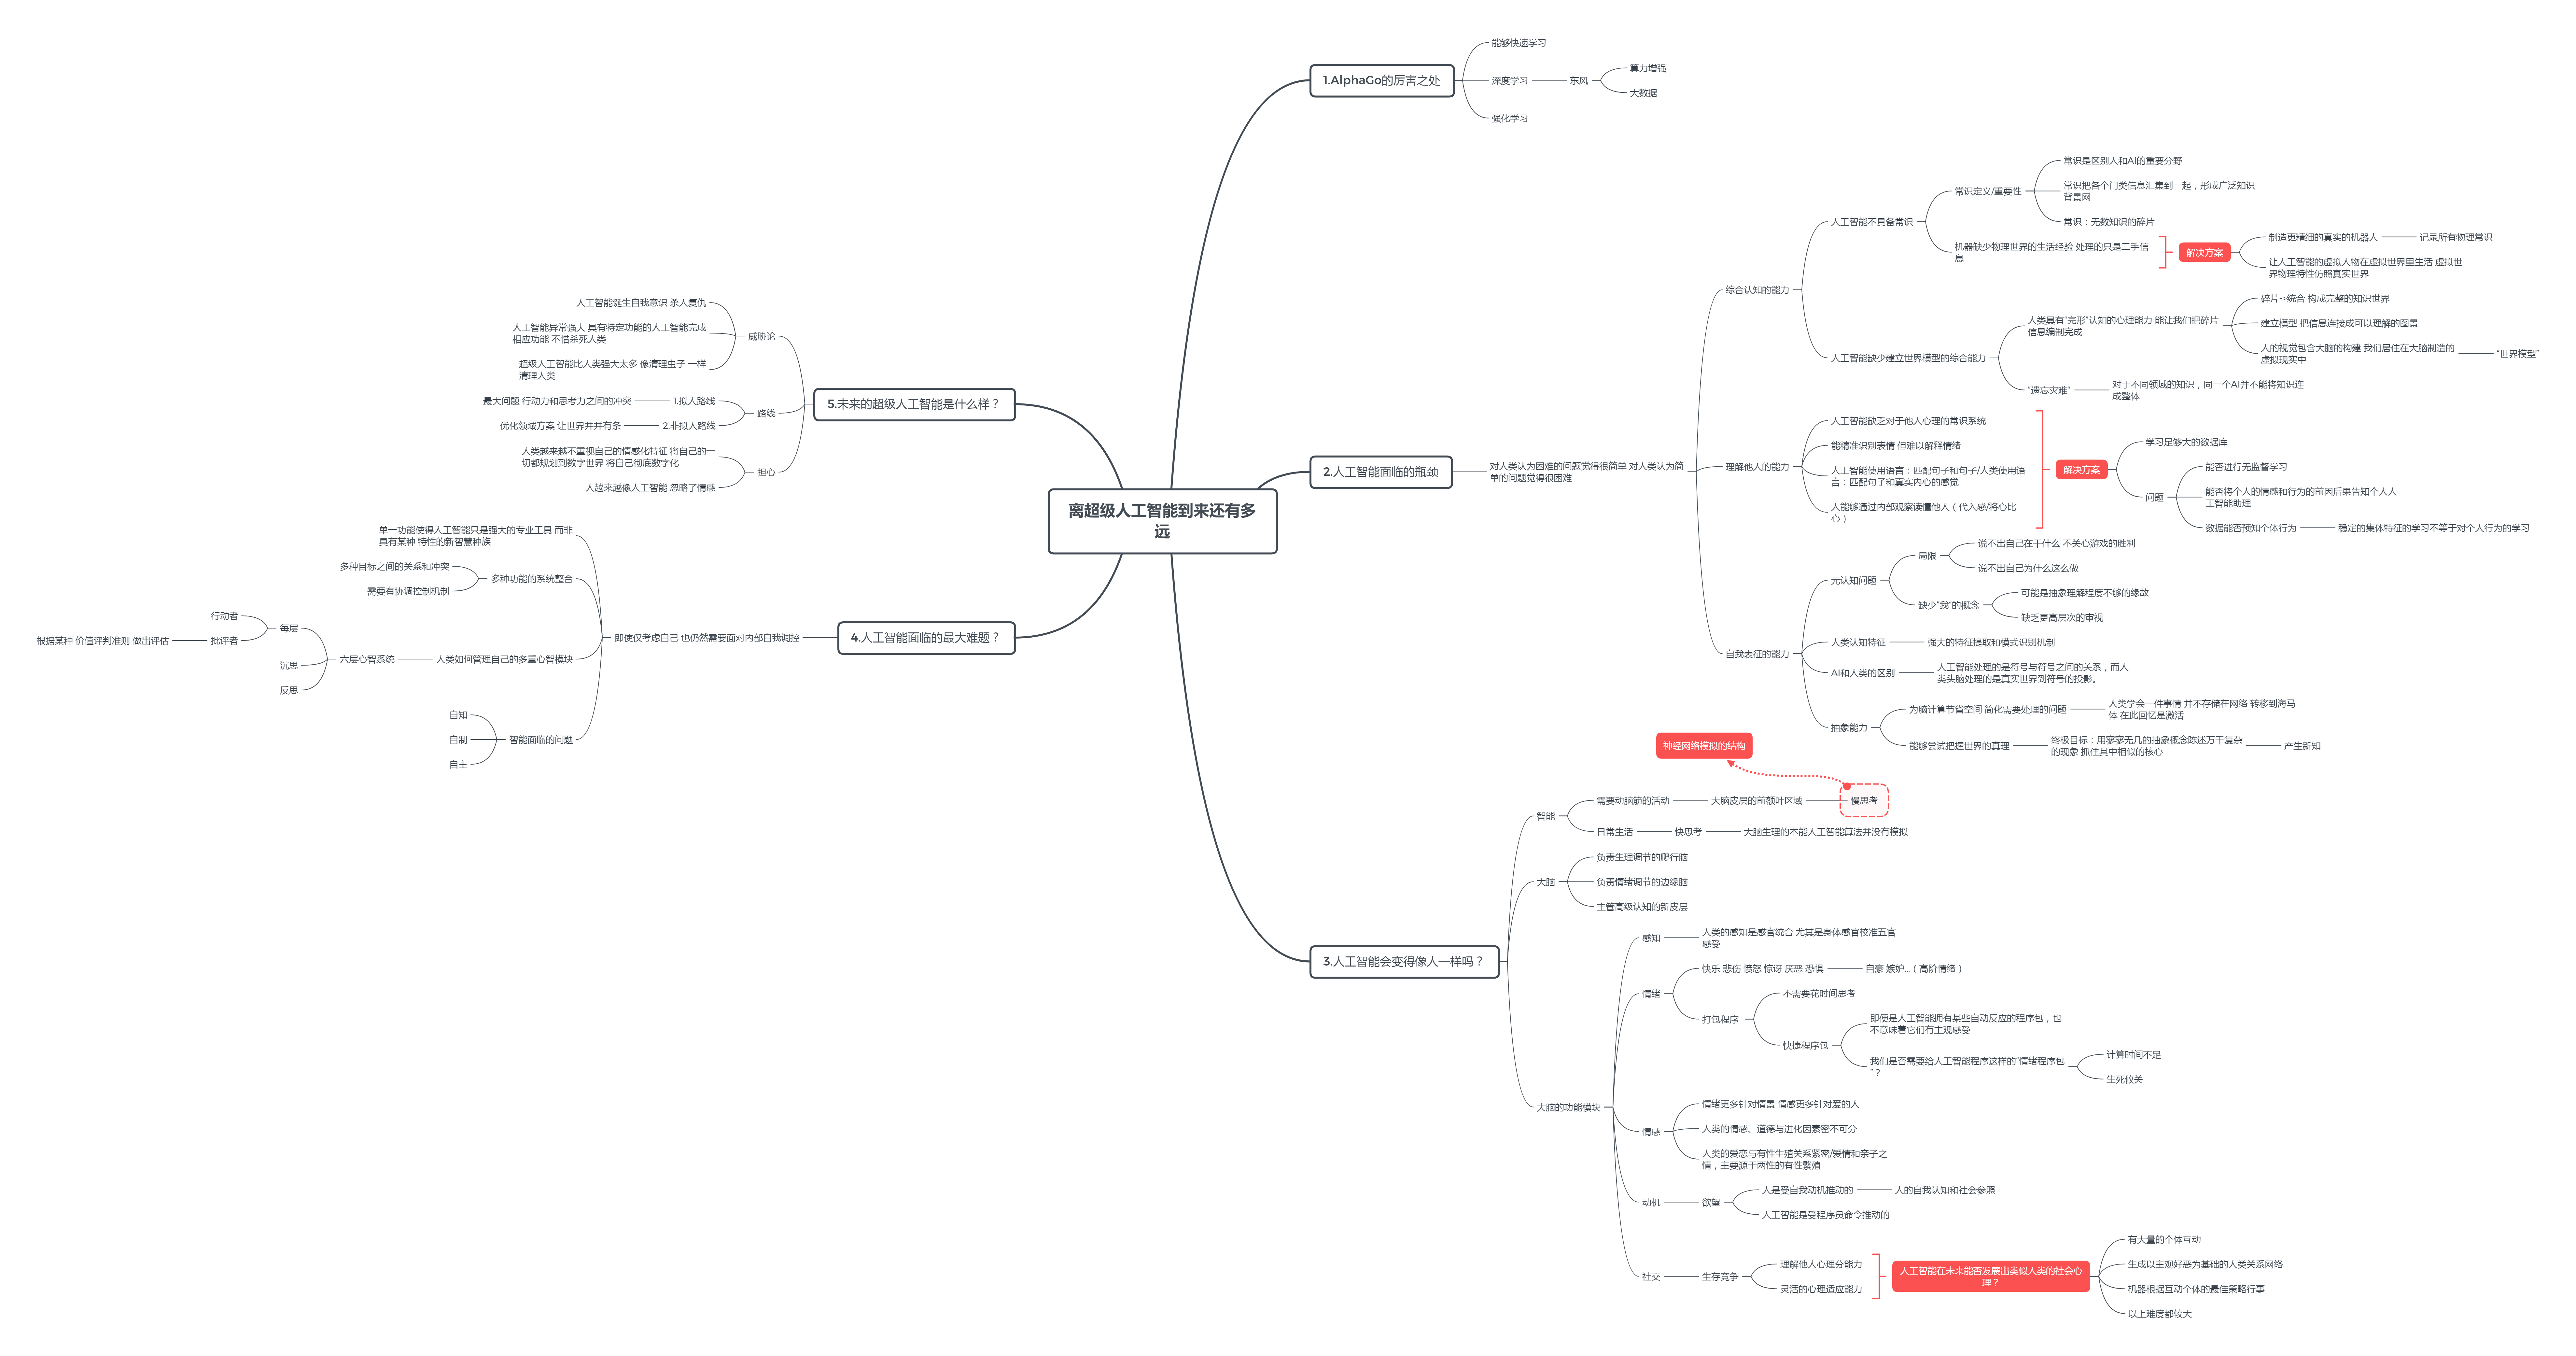 离超级人工智能到来还有多
远
1.AlphaGo的厉害之处
能够快速学习
深度学习
东风
算力增强
大数据
强化学习
2.人工智能面临的瓶颈
对人类认为困难的问题觉得很简单 对人类认为简
单的问题觉得很困难
综合认知的能力
人工智能不具备常识
常识定义/重要性
常识是区别人和AI的重要分野
常识把各个门类信息汇集到一起，形成广泛知识
背景网
常识：无数知识的碎片
机器缺少物理世界的生活经验 处理的只是二手信
息
解决方案
制造更精细的真实的机器人
记录所有物理常识
让人工智能的虚拟人物在虚拟世界里生活 虚拟世
界物理特性仿照真实世界
人工智能缺少建立世界模型的综合能力
人类具有“完形”认知的心理能力 能让我们把碎片
信息编制完成
碎片->统合 构成完整的知识世界
建立模型 把信息连接成可以理解的图景
人的视觉包含大脑的构建 我们居住在大脑制造的
虚拟现实中
“世界模型”
“遗忘灾难”
对于不同领域的知识，同一个AI并不能将知识连
成整体
理解他人的能力
人工智能缺乏对于他人心理的常识系统
能精准识别表情 但难以解释情绪
人工智能使用语言：匹配句子和句子/人类使用语
言：匹配句子和真实内心的感觉
人能够通过内部观察读懂他人（代入感/将心比
心）
解决方案
学习足够大的数据库
问题
能否进行无监督学习
能否将个人的情感和行为的前因后果告知个人人
工智能助理
数据能否预知个体行为
稳定的集体特征的学习不等于对个人行为的学习
自我表征的能力
元认知问题
局限
说不出自己在干什么 不关心游戏的胜利
说不出自己为什么这么做
缺少“我”的概念
可能是抽象理解程度不够的缘故
缺乏更高层次的审视
人类认知特征
强大的特征提取和模式识别机制
AI和人类的区别
人工智能处理的是符号与符号之间的关系，而人
类头脑处理的是真实世界到符号的投影。
抽象能力
为脑计算节省空间 简化需要处理的问题
人类学会一件事情 并不存储在网络 转移到海马
体 在此回忆是激活
能够尝试把握世界的真理
终极目标：用寥寥无几的抽象概念陈述万千复杂
的现象 抓住其中相似的核心
产生新知
3.人工智能会变得像人一样吗？
智能
需要动脑筋的活动
大脑皮层的前额叶区域
慢思考
神经网络模拟的结构
日常生活
快思考
大脑生理的本能人工智能算法并没有模拟
大脑
负责生理调节的爬行脑
负责情绪调节的边缘脑
主管高级认知的新皮层
大脑的功能模块
感知
人类的感知是感官统合 尤其是身体感官校准五官
感受
情绪
快乐 悲伤 愤怒 惊讶 厌恶 恐惧
自豪 嫉妒...（高阶情绪）
打包程序
不需要花时间思考
快捷程序包
即便是人工智能拥有某些自动反应的程序包，也
不意味着它们有主观感受
我们是否需要给人工智能程序这样的“情绪程序包
”？
计算时间不足
生死攸关
情感
情绪更多针对情景 情感更多针对爱的人
人类的情感、道德与进化因素密不可分
人类的爱恋与有性生殖关系紧密/爱情和亲子之
情，主要源于两性的有性繁殖
动机
欲望
人是受自我动机推动的
人的自我认知和社会参照
人工智能是受程序员命令推动的
社交
生存竞争
理解他人心理分能力
灵活的心理适应能力
人工智能在未来能否发展出类似人类的社会心
理？
有大量的个体互动
生成以主观好恶为基础的人类关系网络
机器根据互动个体的最佳策略行事
以上难度都较大
4.人工智能面临的最大难题？
即使仅考虑自己 也仍然需要面对内部自我调控
单一功能使得人工智能只是强大的专业工具 而非
具有某种 特性的新智慧种族
多种功能的系统整合
多种目标之间的关系和冲突
需要有协调控制机制
人类如何管理自己的多重心智模块
六层心智系统
每层
行动者
批评者
根据某种 价值评判准则 做出评估
沉思
反思
智能面临的问题
自知
自制
自主
5.未来的超级人工智能是什么样？
威胁论
人工智能诞生自我意识 杀人复仇
人工智能异常强大 具有特定功能的人工智能完成
相应功能 不惜杀死人类
超级人工智能比人类强大太多 像清理虫子 一样
清理人类
路线
1.拟人路线
最大问题 行动力和思考力之间的冲突
2.非拟人路线
优化领域方案 让世界井井有条
担心
人类越来越不重视自己的情感化特征 将自己的一
切都规划到数字世界 将自己彻底数字化
人越来越像人工智能 忽略了情感